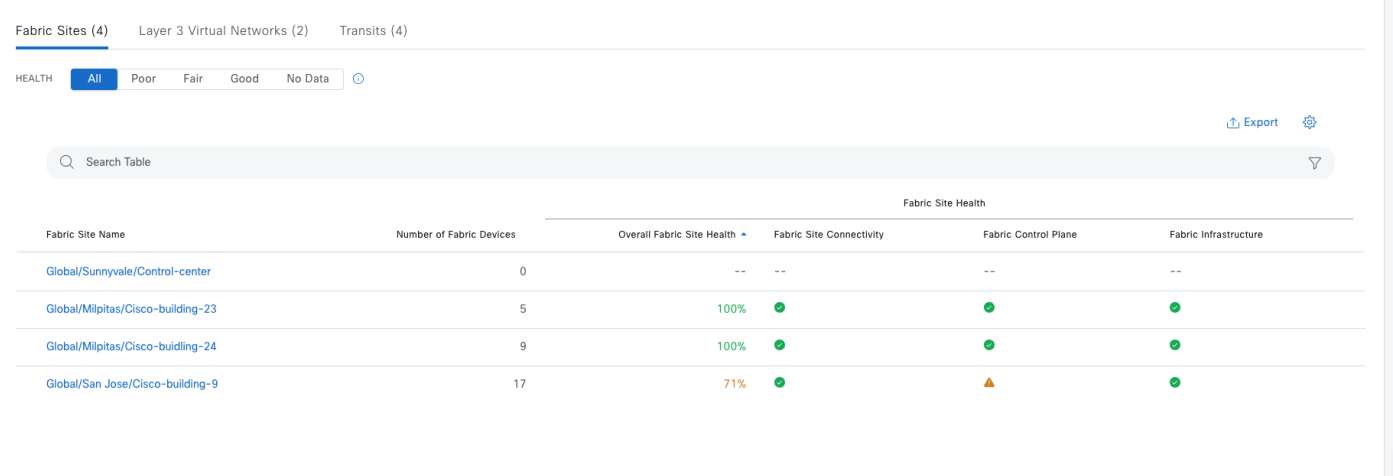 Fabric Sites (4) Layer 3 Virtual Networks (2) Transits (4)
HEALTH All Poor Fair Good No Data
Export
Search Table
Fabric Site Health
Fabric Site Name Number of Fabric Devices Overall Fabric Site Health Fabric Site Connectivity Fabric Control Plane Fabric Infrastructure
Global/Sunnyvale/Control-center 0 -- -- -- --
Global/Milpitas/Cisco-building-23 5 100%
Global/Milpitas/Cisco-buidling-24 9 100%
Global/San Jose/Cisco-building-9 17 71%